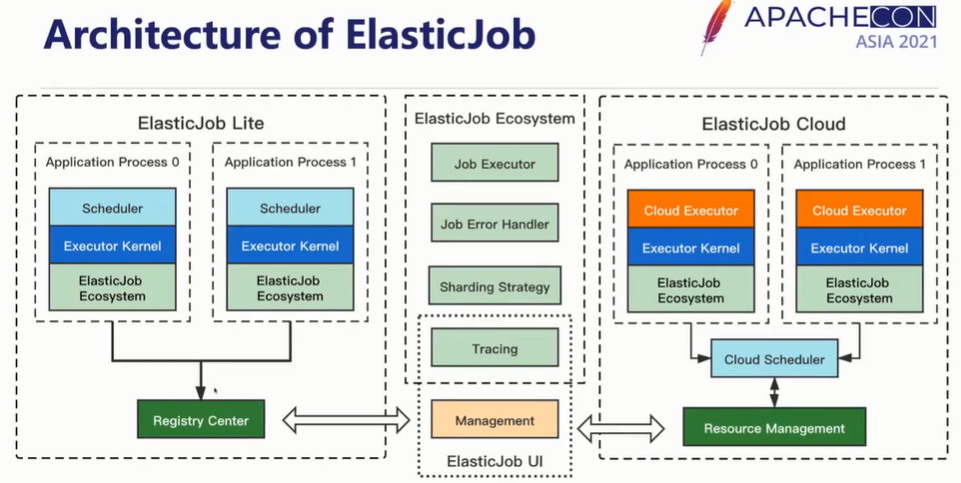 Architecture of ElasticJob
APACHECON
ASIA 2021
ElasticJob Lite
Application Process 0
Scheduler
Executor Kernel
ElasticJob
Ecosystem
Application Process 1
Scheduler
Executor Kernel
ElasticJob
Ecosystem
Registry Center
ElasticJob Ecosystem
Job Executor
Job Error Handler
Sharding Strategy
Tracing
Management
ElasticJob UI
ElasticJob Cloud
Application Process 0
Cloud Executor
Executor Kernel
ElasticJob
Ecosystem
Application Process 1
Cloud Executor
Executor Kernel
ElasticJob
Ecosystem
Cloud Scheduler
Resource Management